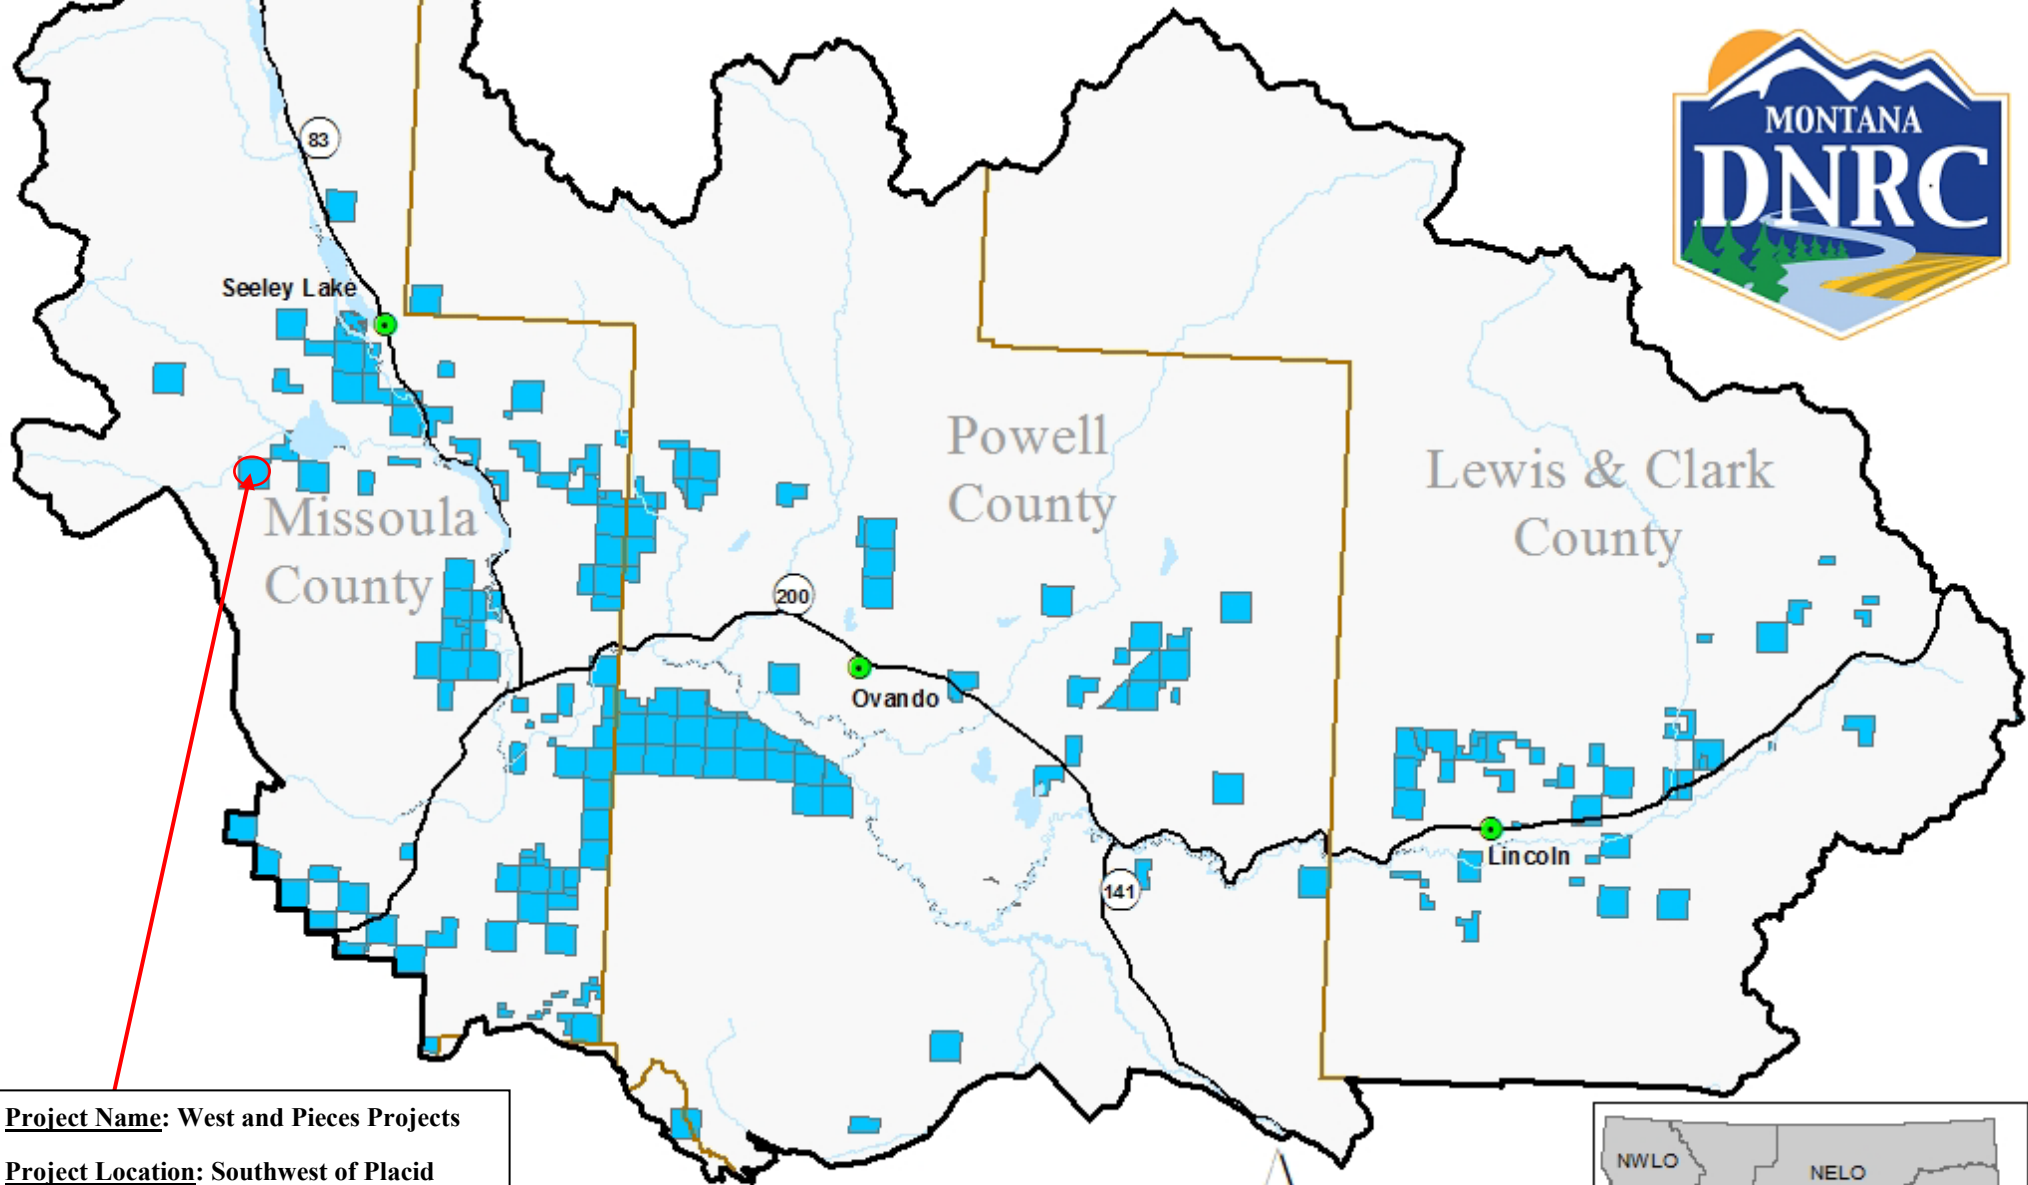 MONTANA
DNRC
83
Seeley Lake
Powell
County
Lewis & Clark
County
Missoula
County
200
Ovando
Lincoln
141
Project Name: West and Pieces Projects
Project Location: Southwest of Placid
NWLO
NELO